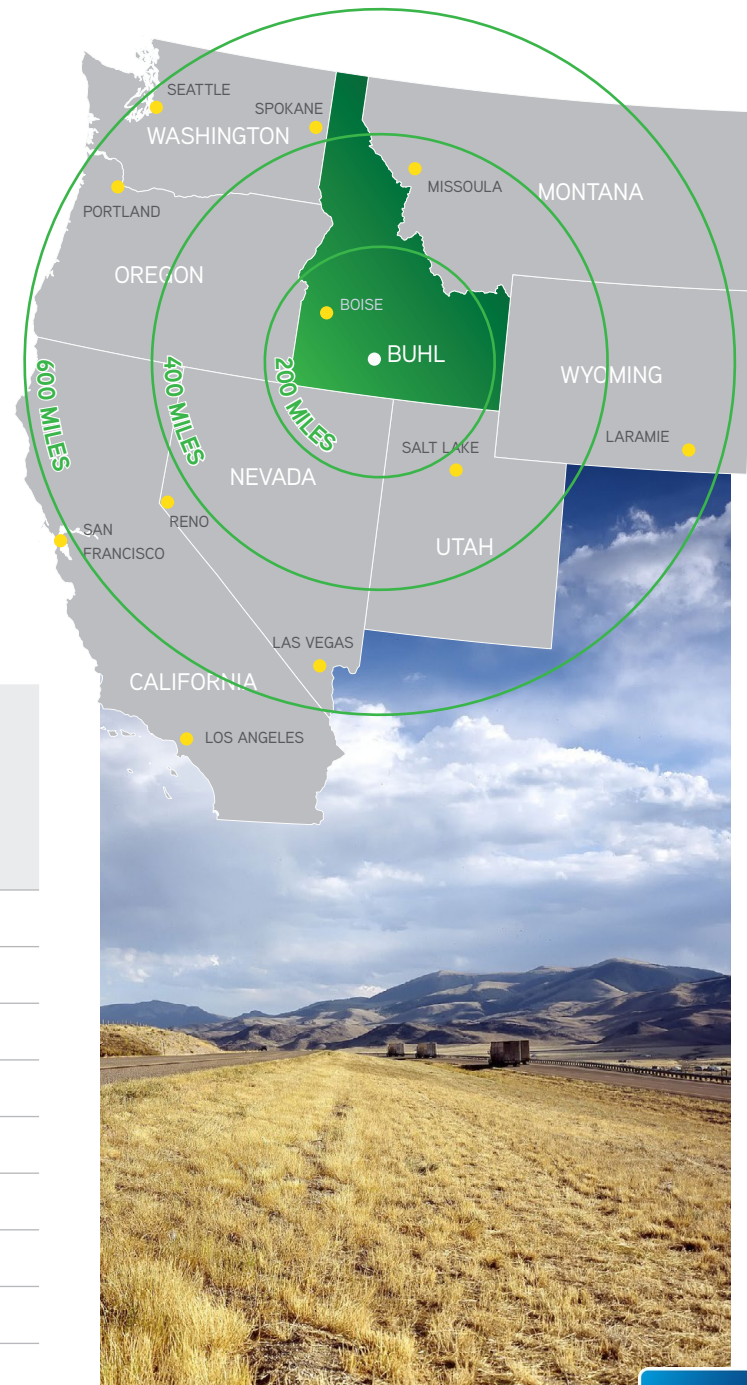 SEATTLE
SPOKANE
WASHINGTON
MISSOULA
MONTANA
PORTLAND
OREGON
BOISE
BUHL
WYOMING
600 MILES
400 MILES
200 MILES
LARAMIE
SALT LAKE
NEVADA
RENO
SAN
FRANCISCO
UTAH
LAS VEGAS
CALIFORNIA
LOS ANGELES